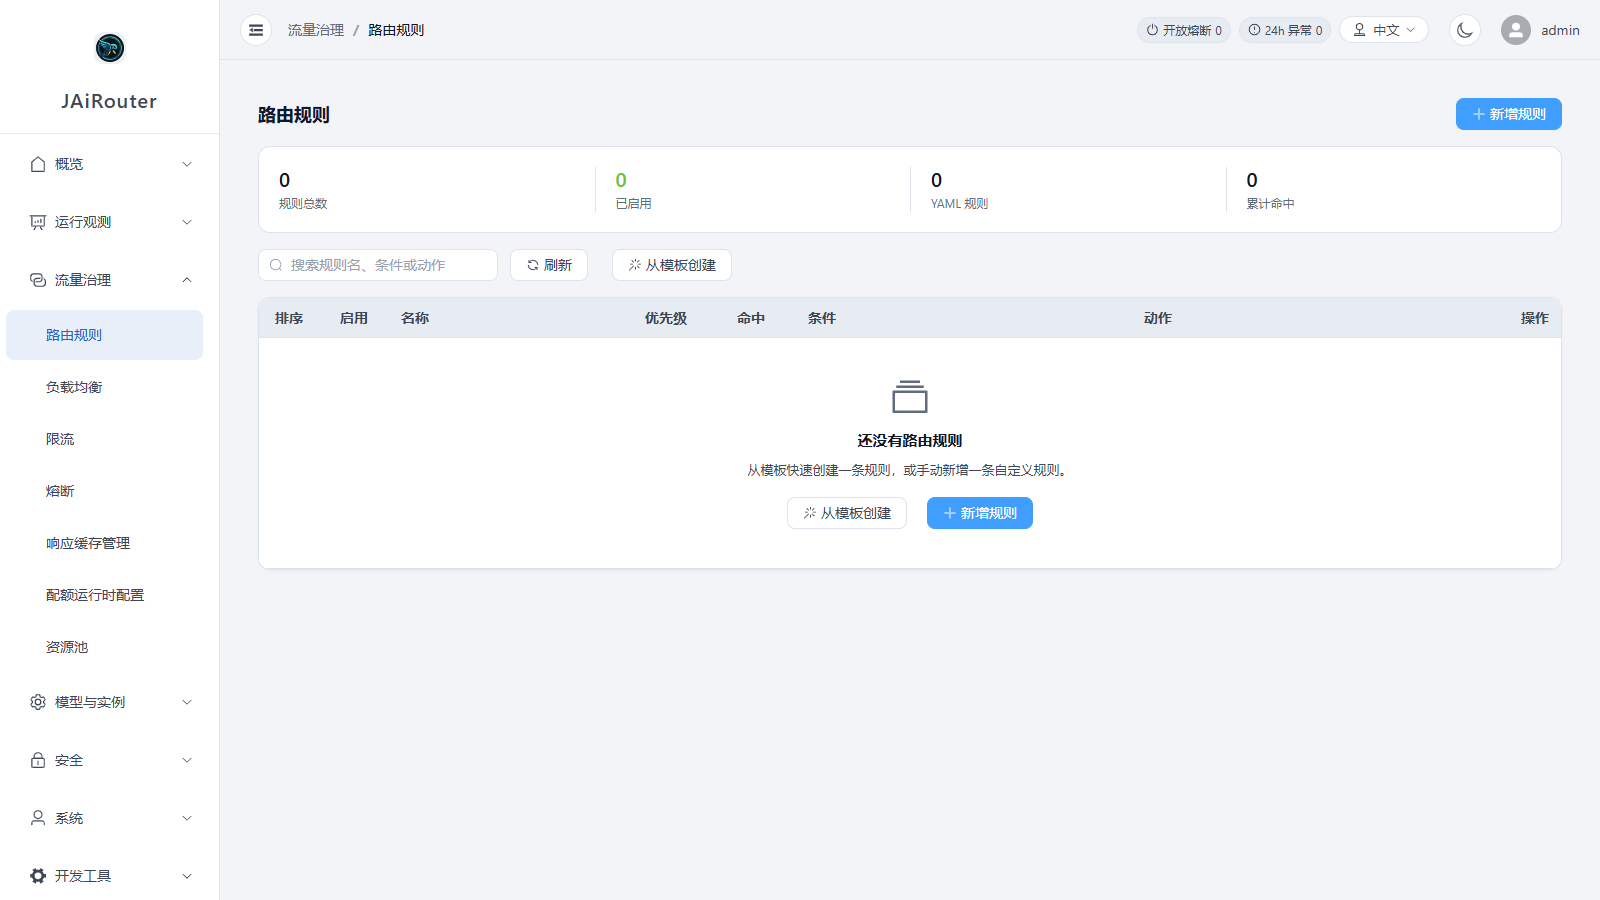 JAiRouter
概览
运行观测
流量治理
路由规则
负载均衡
限流
熔断
响应缓存管理
配额运行时配置
资源池
模型与实例
安全
系统
开发工具
流量治理 / 路由规则
开放熔断 0
24h 异常 0
中文
admin
路由规则
新增规则
0
规则总数
0
已启用
0
YAML 规则
0
累计命中
搜索规则名、条件或动作
刷新
从模板创建
排序 启用 名称 优先级 命中 条件 动作 操作
还没有路由规则
从模板快速创建一条规则，或手动新增一条自定义规则。
从模板创建
新增规则